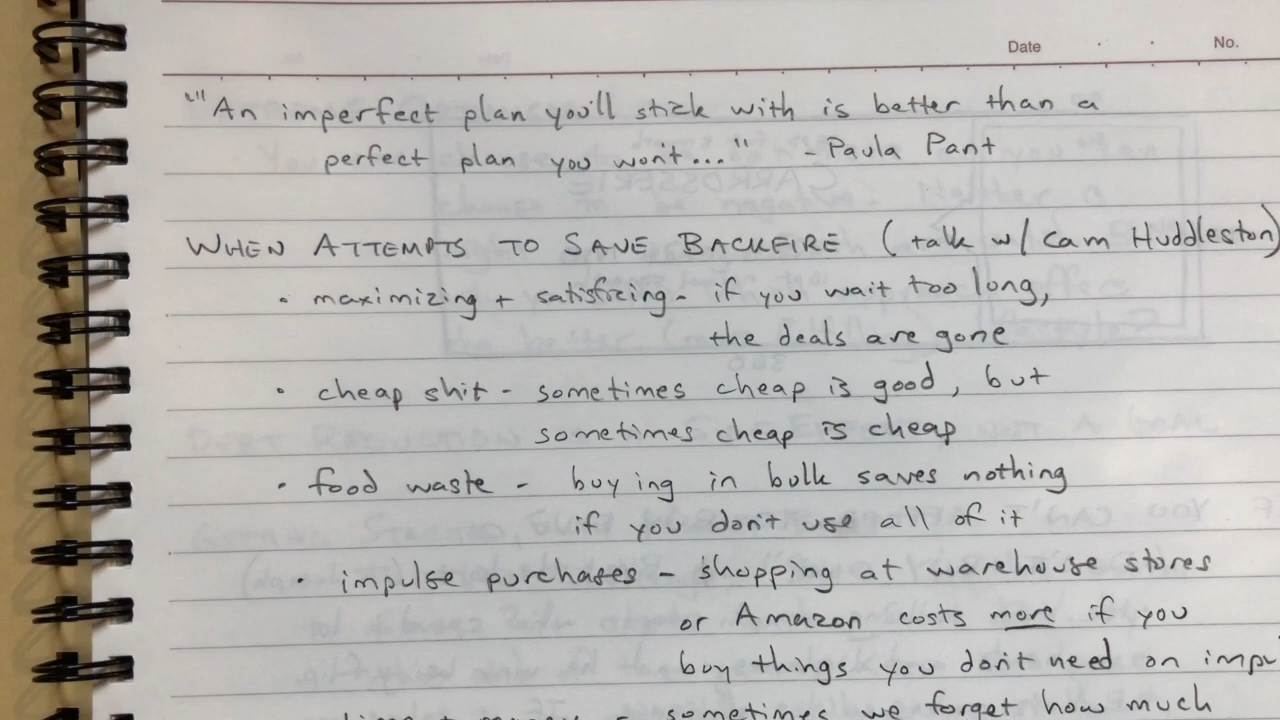 Date No.
""An imperfect plan you'll stick with is better than a
perfect plan you won't..." - Paula Pant
WHEN ATTEMPTS TO SAVE BACKFIRE (talk w/ Cam Huddleston)
• maximizing + satisficing - if you wait too long,
the deals are gone
• cheap shit - sometimes cheap is good, but
sometimes cheap is cheap
• food waste - buying in bulk saves nothing
if you don't use all of it
• impulse purchases - shopping at warehouse stores
or Amazon costs more if you
buy things you don't need on impu
sometimes we forget how much